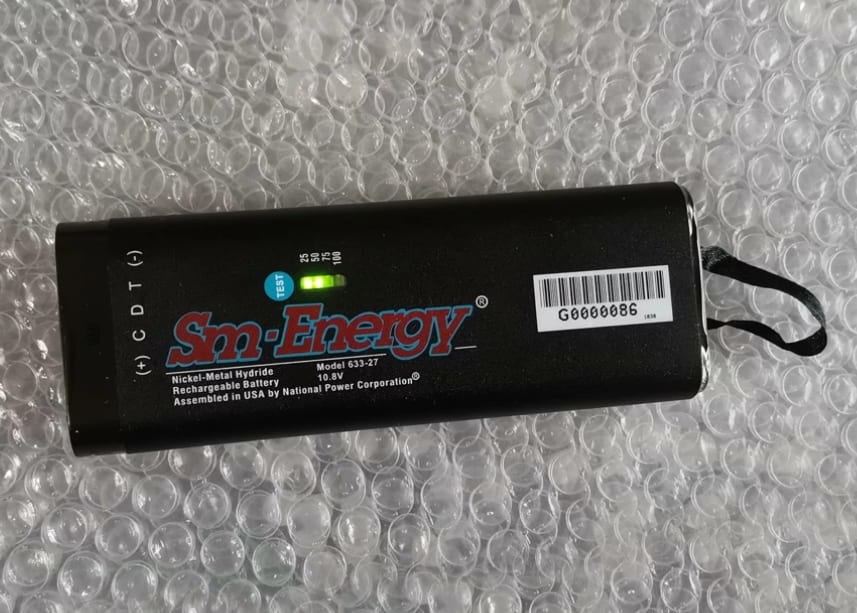 (+) C D T (-)
TEST
25
50
75
100
Sm·Energy®
Nickel-Metal Hydride
Rechargeable Battery
Model 633-27
10.8V
Assembled in USA by National Power Corporation®
G0000086